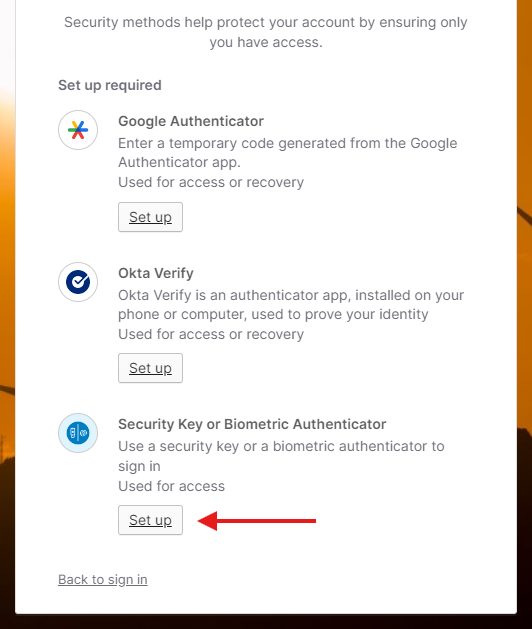 Security methods help protect your account by ensuring only
you have access.
Set up required
Google Authenticator
Enter a temporary code generated from the Google
Authenticator app.
Used for access or recovery
Set up
Okta Verify
Okta Verify is an authenticator app, installed on your
phone or computer, used to prove your identity
Used for access or recovery
Set up
Security Key or Biometric Authenticator
Use a security key or a biometric authenticator to
sign in
Used for access
Set up
Back to sign in